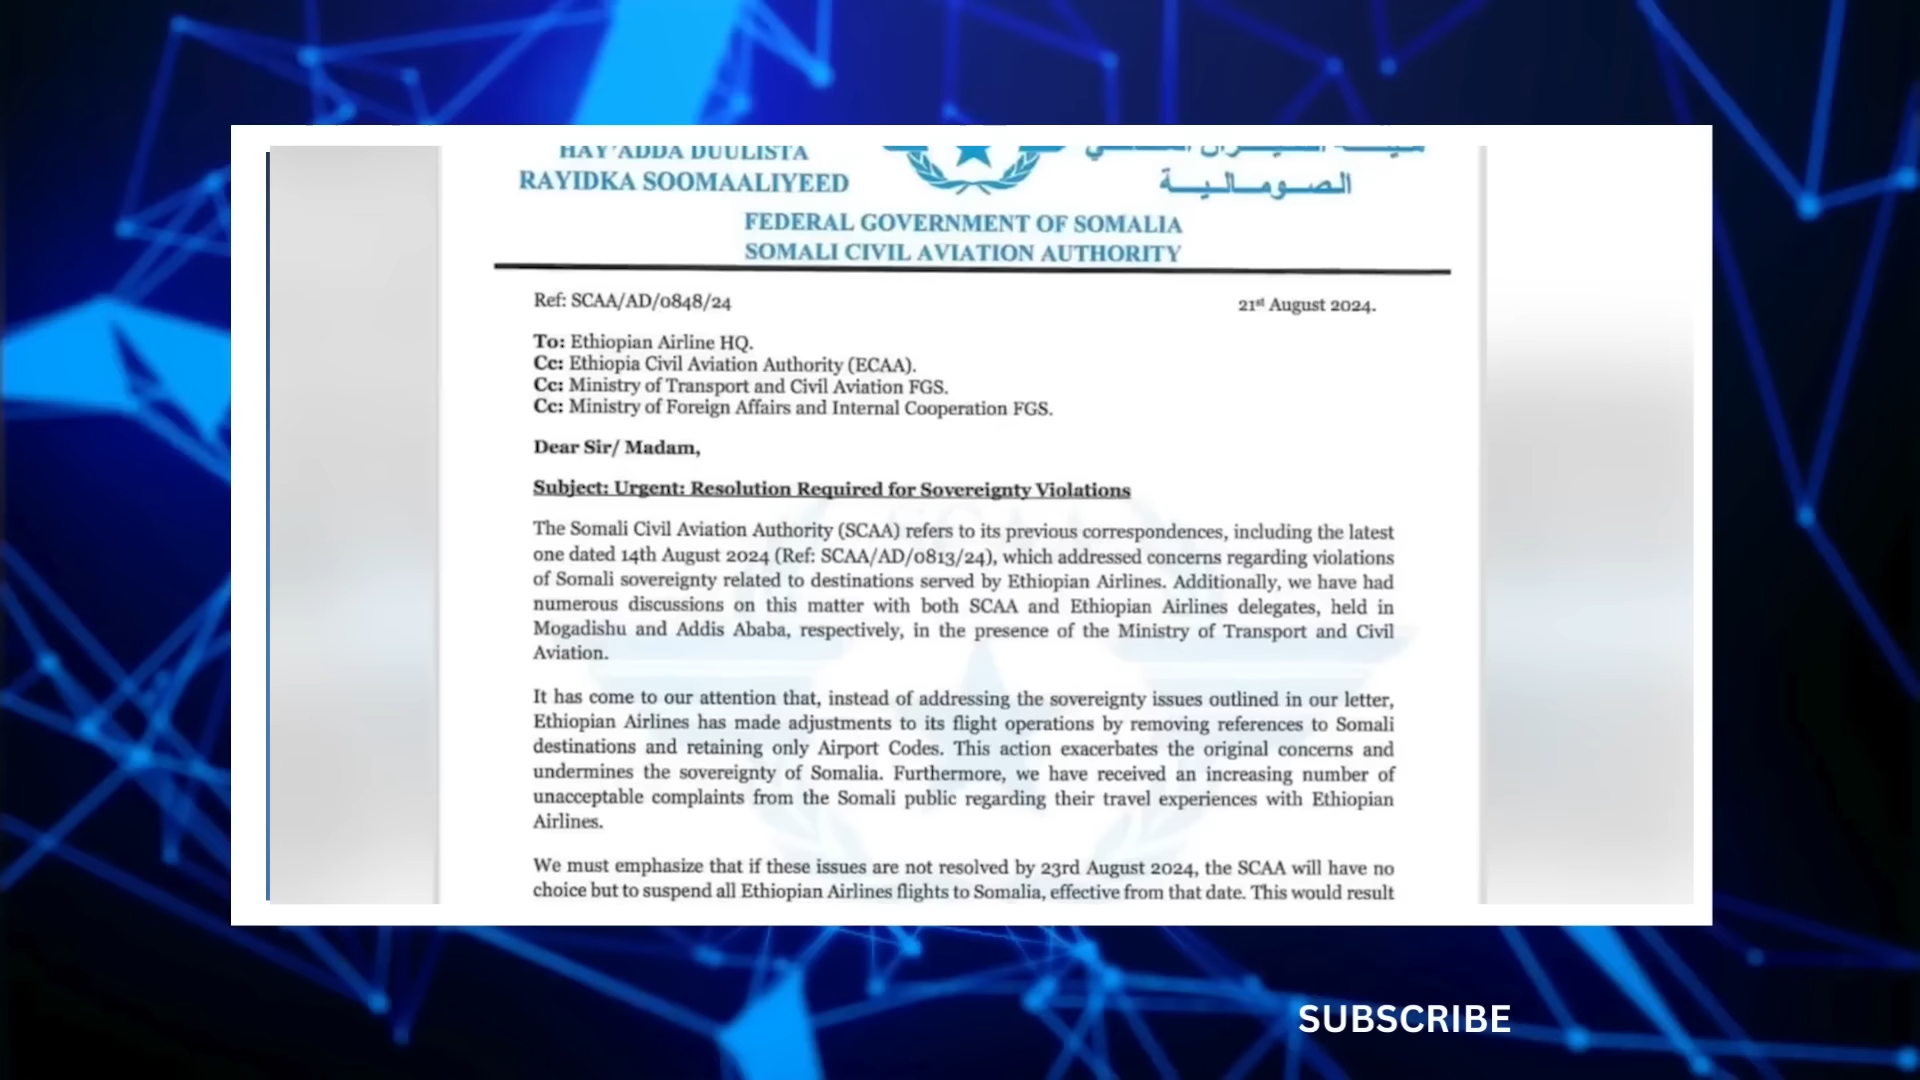 HAY'ADDA DUULISTA
RAYIDKA SOOMAALIYEED
هيئة الطيران المدني
الصومالية
FEDERAL GOVERNMENT OF SOMALIA
SOMALI CIVIL AVIATION AUTHORITY
Ref: SCAA/AD/0848/24
21st August 2024.
To: Ethiopian Airline HQ.
Cc: Ethiopia Civil Aviation Authority (ECAA).
Cc: Ministry of Transport and Civil Aviation FGS.
Cc: Ministry of Foreign Affairs and Internal Cooperation FGS.
Dear Sir/ Madam,
Subject: Urgent: Resolution Required for Sovereignty Violations
The Somali Civil Aviation Authority (SCAA) refers to its previous correspondences, including the latest
one dated 14th August 2024 (Ref: SCAA/AD/0813/24), which addressed concerns regarding violations
of Somali sovereignty related to destinations served by Ethiopian Airlines. Additionally, we have had
numerous discussions on this matter with both SCAA and Ethiopian Airlines delegates, held in
Mogadishu and Addis Ababa, respectively, in the presence of the Ministry of Transport and Civil
Aviation.
It has come to our attention that, instead of addressing the sovereignty issues outlined in our letter,
Ethiopian Airlines has made adjustments to its flight operations by removing references to Somali
destinations and retaining only Airport Codes. This action exacerbates the original concerns and
undermines the sovereignty of Somalia. Furthermore, we have received an increasing number of
unacceptable complaints from the Somali public regarding their travel experiences with Ethiopian
Airlines.
We must emphasize that if these issues are not resolved by 23rd August 2024, the SCAA will have no
choice but to suspend all Ethiopian Airlines flights to Somalia, effective from that date. This would result
SUBSCRIBE